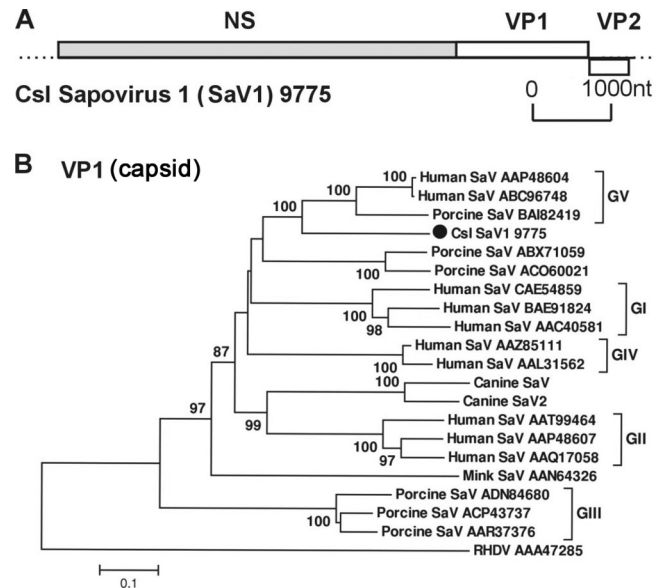 A
NS VP1 VP2
CsI Sapovirus 1 (SaV1) 9775
0 1000nt
B VP1 (capsid)
100 Human SaV AAP48604
100 Human SaV ABC96748 GV
100 Porcine SaV BAI82419
CsI SaV1 9775
Porcine SaV ABX71059
100 Porcine SaV ACO60021
Human SaV CAE54859
100 Human SaV BAE91824 GI
98 Human SaV AAC40581
Human SaV AAZ85111 GIV
87 100 Human SaV AAL31562
100 Canine SaV
Canine SaV2
97 99 Human SaV AAT99464
100 Human SaV AAP48607 GII
97 Human SaV AAQ17058
Mink SaV AAN64326
Porcine SaV ADN84680
100 Porcine SaV ACP43737 GIII
Porcine SaV AAR37376
RHDV AAA47285
0.1